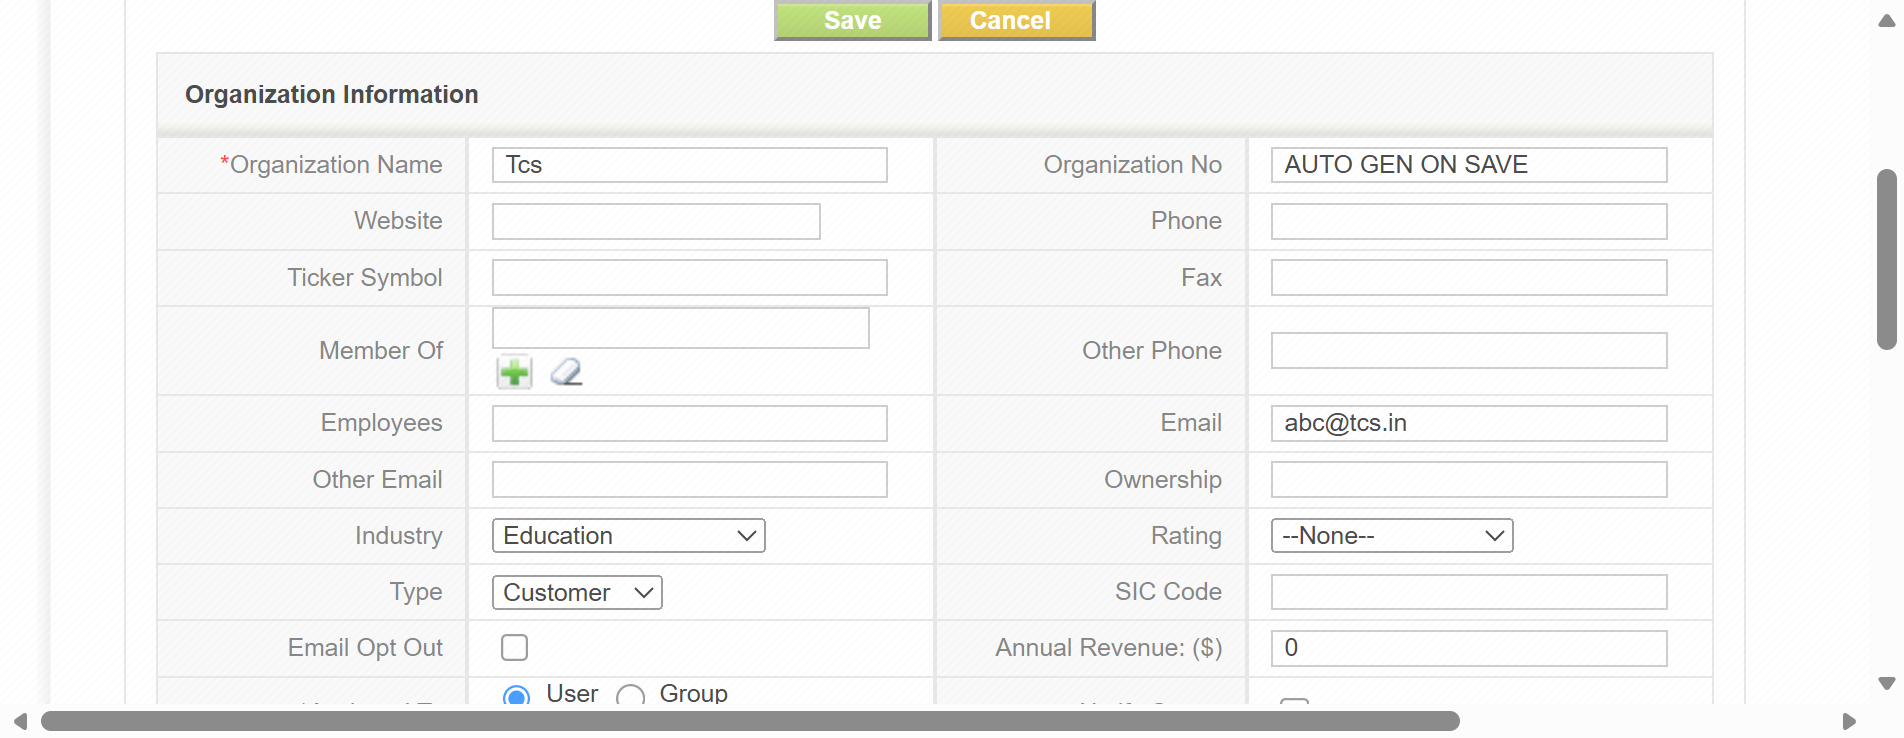 Save Cancel
Organization Information
*Organization Name Tcs Organization No AUTO GEN ON SAVE
Website Phone
Ticker Symbol Fax
Member Of Other Phone
Employees Email abc@tcs.in
Other Email Ownership
Industry Education Rating --None--
Type Customer SIC Code
Email Opt Out Annual Revenue: ($) 0
User Group